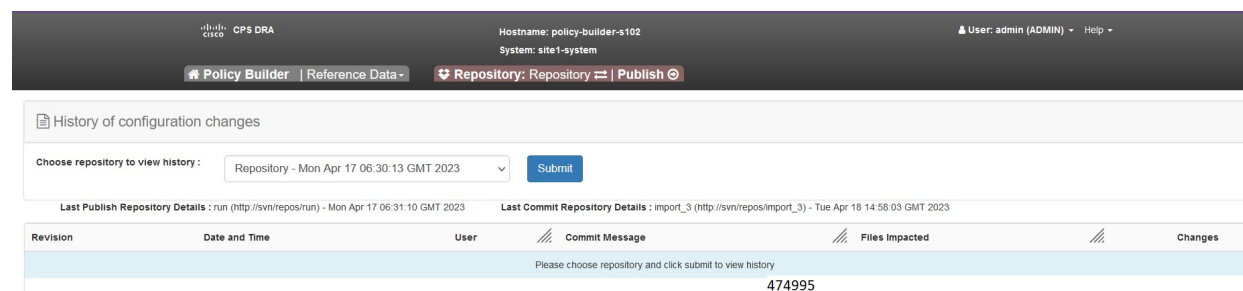 cisco CPS DRA
Hostname: policy-builder-s102
System: site1-system
User: admin (ADMIN) Help
Policy Builder | Reference Data
Repository: Repository | Publish
History of configuration changes
Choose repository to view history :
Repository - Mon Apr 17 06:30:13 GMT 2023
Submit
Last Publish Repository Details : run (http://svn/repos/run) - Mon Apr 17 06:31:10 GMT 2023
Last Commit Repository Details : import_3 (http://svn/repos/import_3) - Tue Apr 18 14:58:03 GMT 2023
Revision Date and Time User Commit Message Files Impacted Changes
Please choose repository and click submit to view history
474995